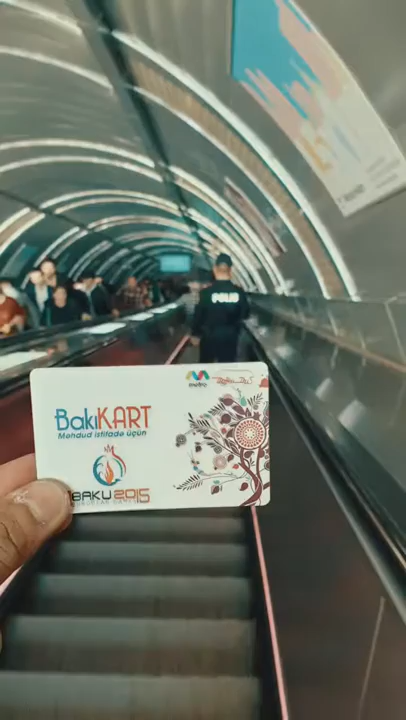 POLIS
metro
BakıKART
Məhdud istifadə üçün
BAKU 2015